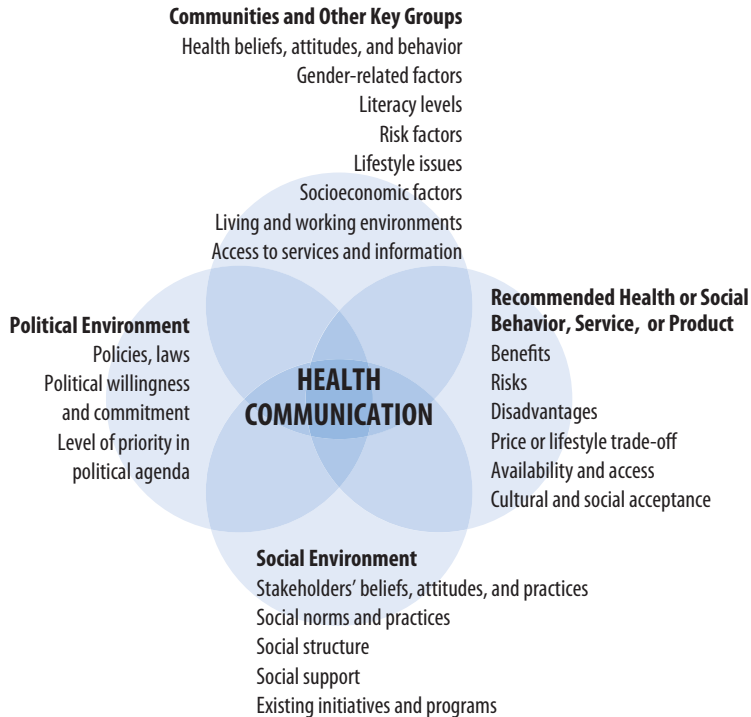 Communities and Other Key Groups
Health beliefs, attitudes, and behavior
Gender-related factors
Literacy levels
Risk factors
Lifestyle issues
Socioeconomic factors
Living and working environments
Access to services and information
Political Environment
Policies, laws
Political willingness
and commitment
Level of priority in
political agenda
HEALTH
COMMUNICATION
Recommended Health or Social
Behavior, Service, or Product
Benefits
Risks
Disadvantages
Price or lifestyle trade-off
Availability and access
Cultural and social acceptance
Social Environment
Stakeholders’ beliefs, attitudes, and practices
Social norms and practices
Social structure
Social support
Existing initiatives and programs